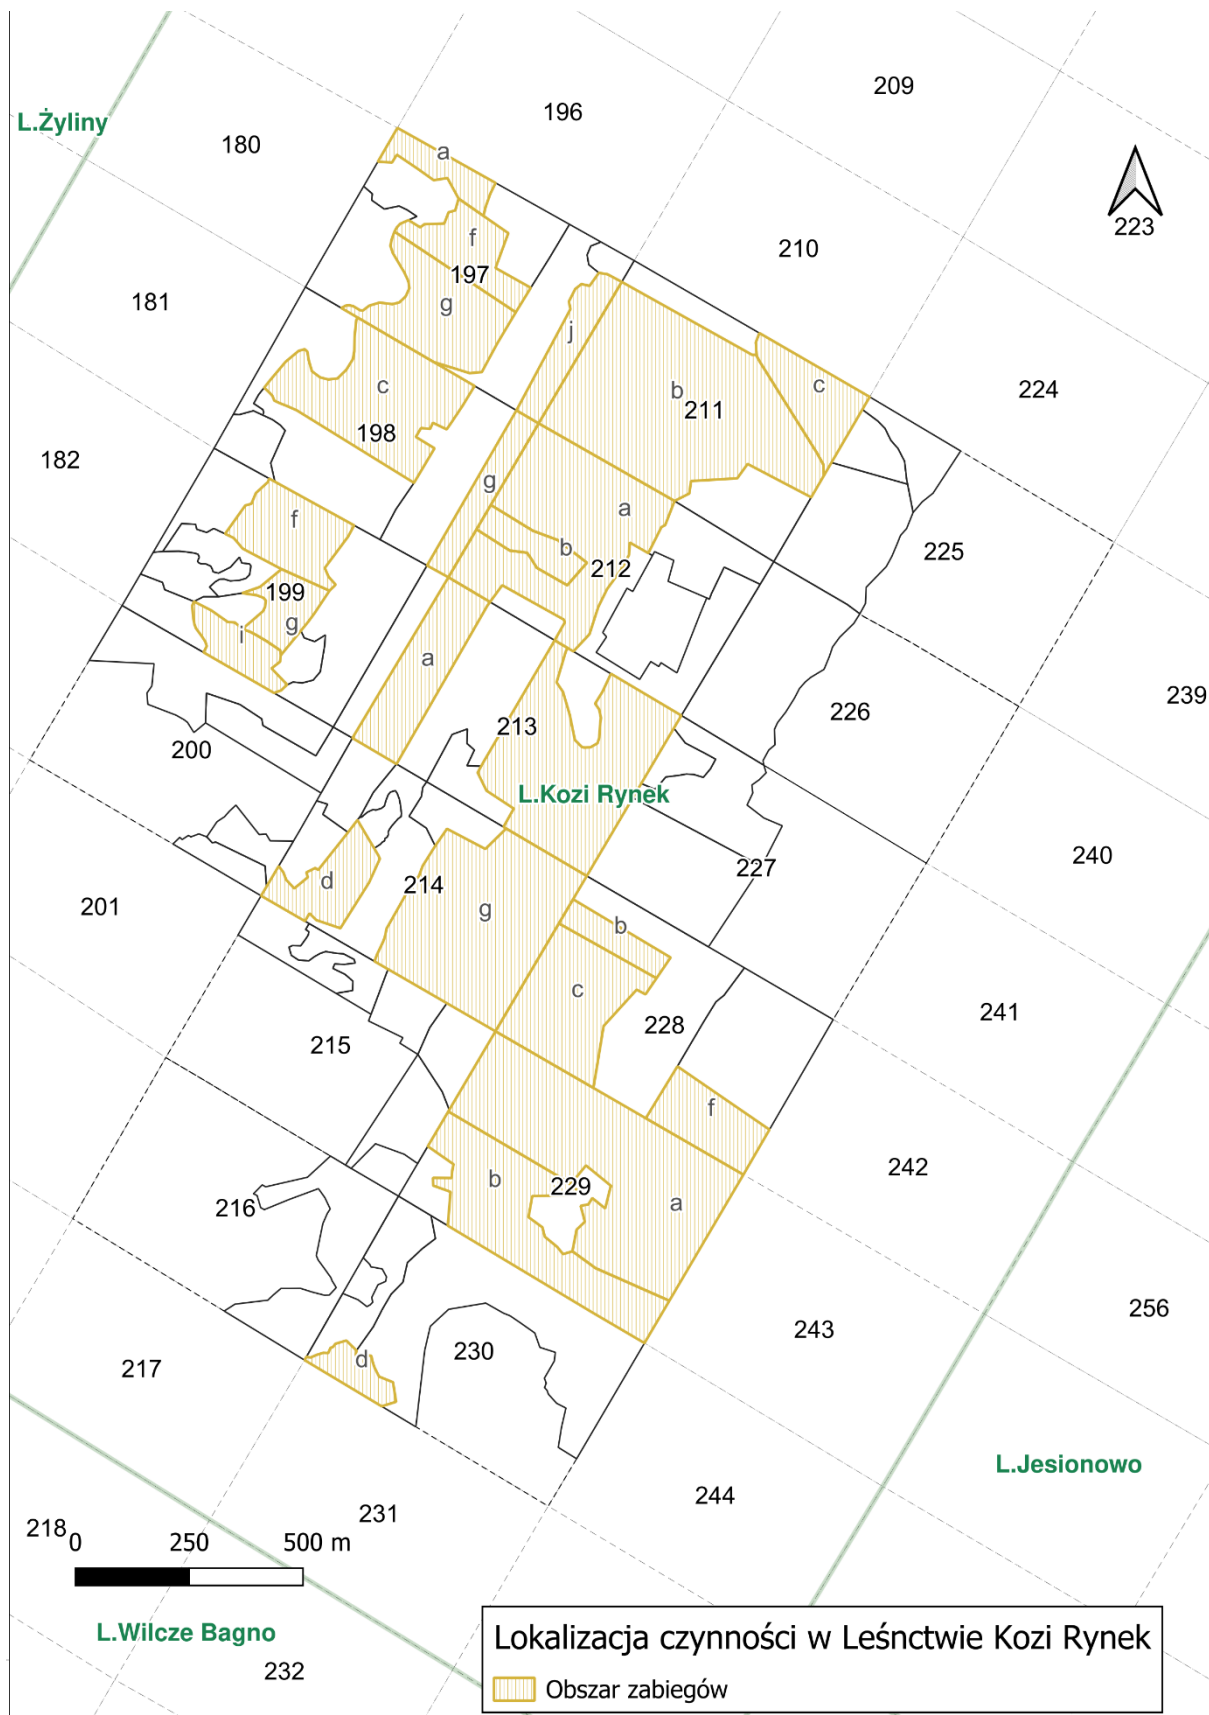 209
196
L.Żyliny
180
a
223
f
210
197
181
g
j
c
b
c
224
211
198
182
g
a
f
b
225
212
199
g
i
a
239
226
213
200
L.Kozi Rynek
240
227
d
214
201
g
b
c
241
228
215
f
242
b
229
a
216
256
243
230
d
217
L.Jesionowo
244
231
218
0 250 500 m
L.Wilcze Bagno
Lokalizacja czynności w Leśnctwie Kozi Rynek
232
Obszar zabiegów